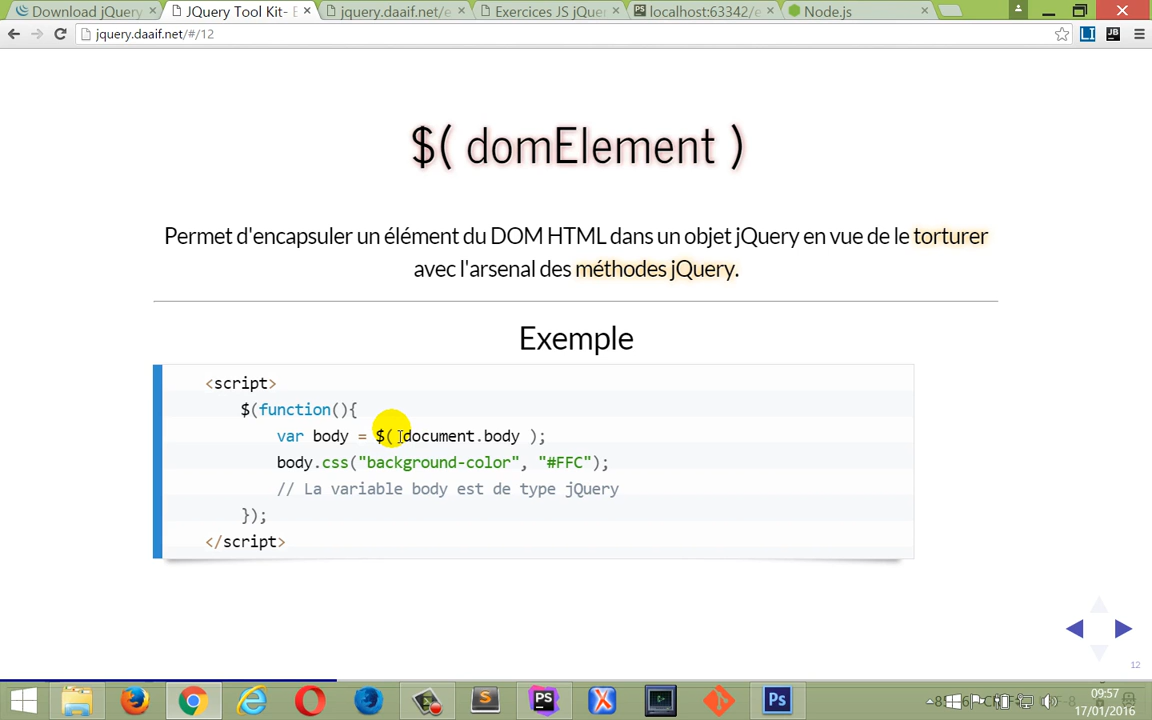 Download jQuery
JQuery Tool Kit- E
jquery.daaif.net/e
Exercices JS jQue
localhost:63342/e
Node.js
jquery.daaif.net/#/12
$( domElement )
Permet d'encapsuler un élément du DOM HTML dans un objet jQuery en vue de le torturer
avec l'arsenal des méthodes jQuery.
Exemple
<script>
$(function(){
var body = $( document.body );
body.css("background-color", "#FFC");
// La variable body est de type jQuery
});
</script>
12
09:57
17/01/2016